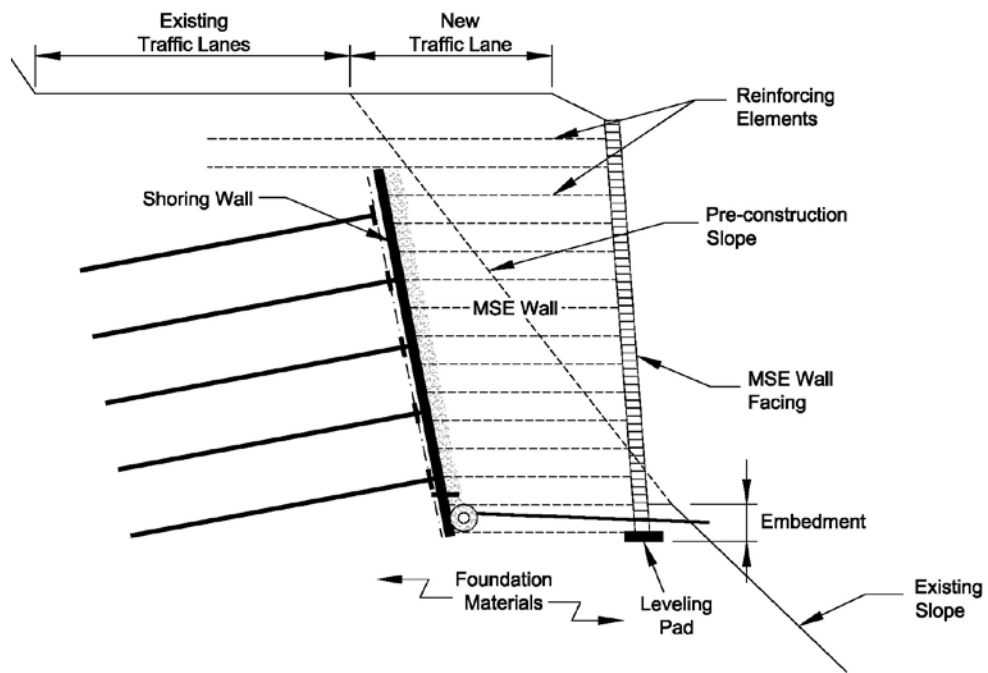 Existing
Traffic Lanes
New
Traffic Lane
Reinforcing
Elements
Shoring Wall
Pre-construction
Slope
MSE Wall
MSE Wall
Facing
Embedment
Foundation
Materials
Leveling
Pad
Existing
Slope